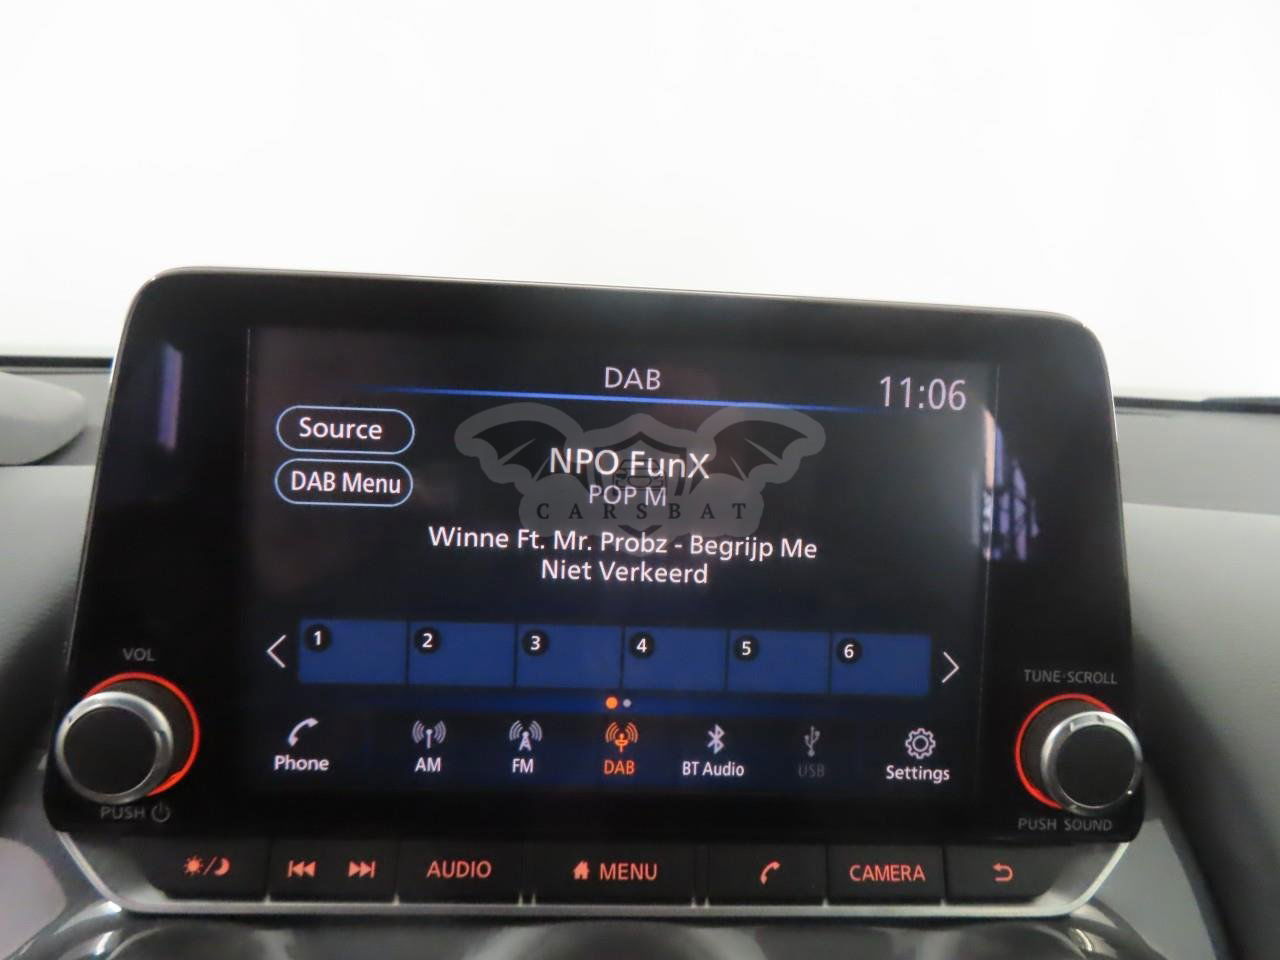 DAB
11:06
Source
NPO FunX
DAB Menu
POP M
CARSBAT
Winne Ft. Mr. Probz - Begrijp Me
Niet Verkeerd
1 2 3 4 5 6
VOL
TUNE·SCROLL
Phone AM FM DAB BT Audio USB Settings
PUSH
PUSH SOUND
AUDIO MENU CAMERA